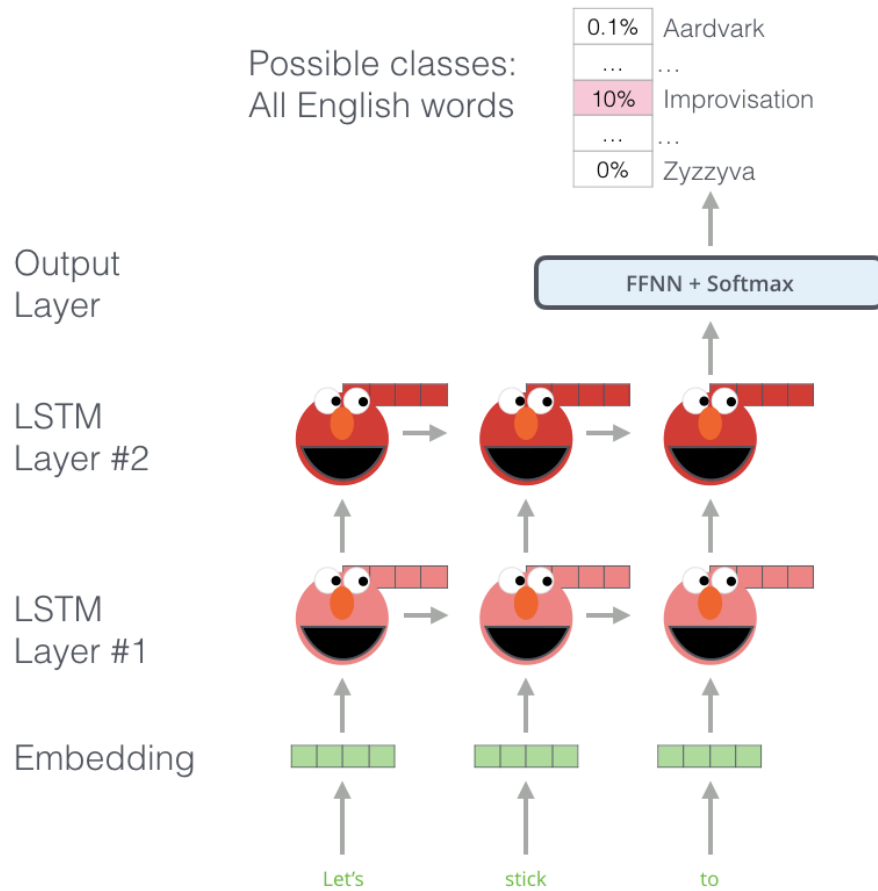 0.1% Aardvark
... ...
Possible classes:
All English words
10% Improvisation
... ...
0% Zyzzyva
Output
Layer
FFNN + Softmax
LSTM
Layer #2
LSTM
Layer #1
Embedding
Let's stick to